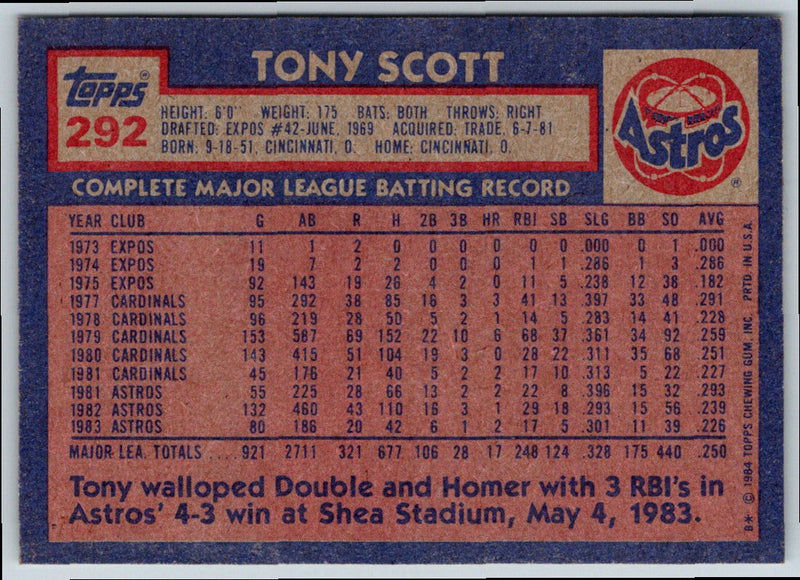 TONY SCOTT
TOPPS®
292
HEIGHT: 6'0" WEIGHT: 175 BATS: BOTH THROWS: RIGHT
DRAFTED: EXPOS #42-JUNE, 1969 ACQUIRED: TRADE, 6-7-81
BORN: 9-18-51, CINCINNATI, O. HOME: CINCINNATI, O.
Astros
®
COMPLETE MAJOR LEAGUE BATTING RECORD
YEAR CLUB G AB R H 2B 3B HR RBI SB SLG BB SO AVG
1973 EXPOS 11 1 2 0 0 0 0 0 0 .000 0 1 .000
1974 EXPOS 19 7 2 2 0 0 0 1 1 .286 1 3 .286
1975 EXPOS 92 143 19 26 4 2 0 11 5 .238 12 38 .182
1977 CARDINALS 95 292 38 85 16 3 3 41 13 .397 33 48 .291
1978 CARDINALS 96 219 28 50 5 2 1 14 5 .283 14 41 .228
1979 CARDINALS 153 587 69 152 22 10 6 68 37 .361 34 92 .259
1980 CARDINALS 143 415 51 104 19 3 0 28 22 .311 35 68 .251
1981 CARDINALS 45 176 21 40 5 2 2 17 10 .313 5 22 .227
1981 ASTROS 55 225 28 66 13 2 2 22 8 .396 15 32 .293
1982 ASTROS 132 460 43 110 16 3 1 29 18 .293 15 56 .239
1983 ASTROS 80 186 20 42 6 1 2 17 5 .301 11 39 .226
MAJOR LEA. TOTALS .... 921 2711 321 677 106 28 17 248 124 .328 175 440 .250
Tony walloped Double and Homer with 3 RBI's in
Astros' 4-3 win at Shea Stadium, May 4, 1983.
B* © 1984 TOPPS CHEWING GUM, INC. PRTD. IN U.S.A.